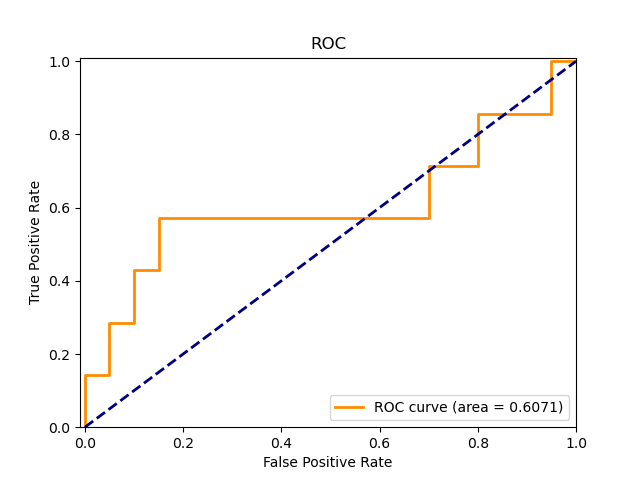 ROC
True Positive Rate
1.0
0.8
0.6
0.4
0.2
0.0
0.0 0.2 0.4 0.6 0.8 1.0
False Positive Rate
ROC curve (area = 0.6071)